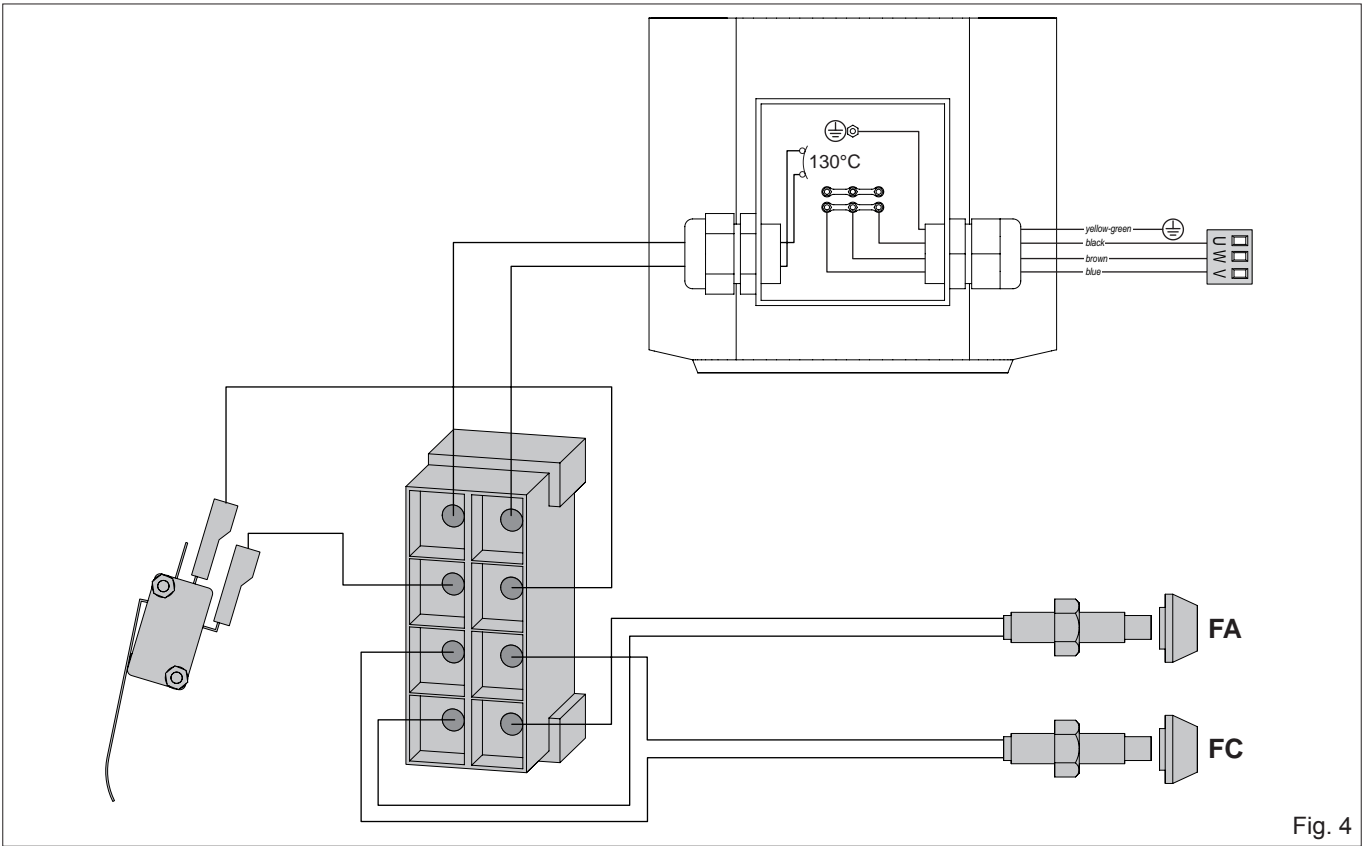 130°C
yellow-green
black
U
brown
W
blue
V
FA
FC
Fig. 4